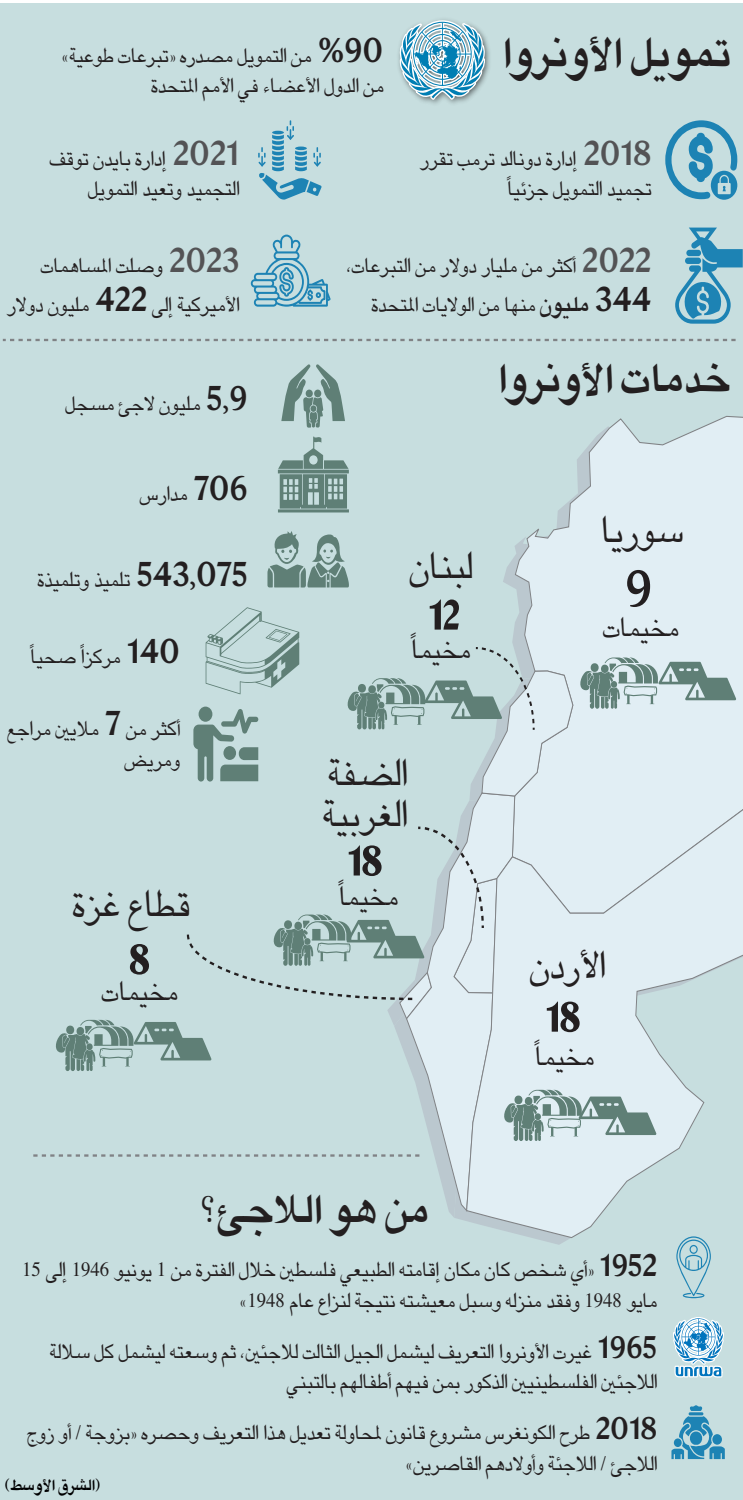 تمويل الأونروا
%90 من التمويل مصدره «تبرعات طوعية»
من الدول الأعضاء في الأمم المتحدة
2018 إدارة دونالد ترمب تقرر
تجميد التمويل جزئياً
2021 إدارة بايدن توقف
التجميد وتعيد التمويل
2022 أكثر من مليار دولار من التبرعات،
344 مليون منها من الولايات المتحدة
2023 وصلت المساهمات
الأميركية إلى 422 مليون دولار
خدمات الأونروا
5,9 مليون لاجئ مسجل
706 مدارس
543,075 تلميذ وتلميذة
140 مركزاً صحياً
أكثر من 7 ملايين مراجع
ومريض
سوريا
9
مخيمات
لبنان
12
مخيماً
الضفة
الغربية
18
مخيماً
قطاع غزة
8
مخيمات
الأردن
18
مخيماً
من هو اللاجئ؟
1952 «أي شخص كان مكان إقامته الطبيعي فلسطين خلال الفترة من 1 يونيو 1946 إلى 15
مايو 1948 وفقد منزله وسبل معيشته نتيجة لنزاع عام 1948»
unrwa
1965 غيرت الأونروا التعريف ليشمل الجيل الثالث للاجئين، ثم وسعته ليشمل كل سلالة
اللاجئين الفلسطينيين الذكور بمن فيهم أطفالهم بالتبني
2018 طرح الكونغرس مشروع قانون لمحاولة تعديل هذا التعريف وحصره «بزوجة / أو زوج
اللاجئ / اللاجئة وأولادهم القاصرين»
(الشرق الأوسط)